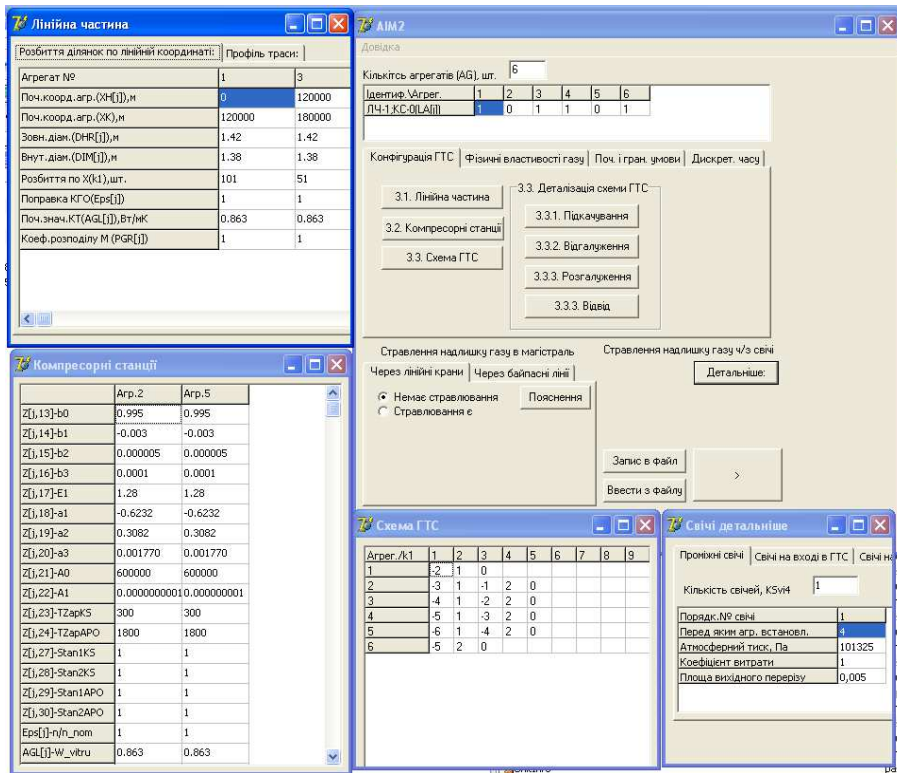 Лінійна частина
Розбиття ділянок по лінійній координаті: Профіль траси:
Агрегат № 1 3
Поч.коорд.агр.(XH[j]),м 0 120000
Поч.коорд.агр.(XK),м 120000 180000
Зовн.діам.(DHR[j]),м 1.42 1.42
Внут.діам.(DIM[j]),м 1.38 1.38
Розбиття по X(k1),шт. 101 51
Поправка КГО(Eps[j]) 1 1
Поч.знач.КТ(AGL[j]),Вт/мК 0.863 0.863
Коеф.розподілу М (PGR[j]) 1 1
AIM2
Довідка
Кількітсь агрегатів (AG), шт. 6
Ідентиф.\Агрег. 1 2 3 4 5 6
ЛЧ-1;КС-0(LA[j]) 1 0 1 1 0 1
Конфігурація ГТС Фізичні властивості газу Поч. і гран. умови Дискрет. часу
3.1. Лінійна частина
3.2. Компресорні станції
3.3. Схема ГТС
3.3. Деталізація схеми ГТС
3.3.1. Підкачування
3.3.2. Відгалуження
3.3.3. Розгалуження
3.3.3. Відвід
Стравлення надлишку газу в магістраль
Через лінійні крани Через байпасні лінії
Немає стравлювання
Стравлювання є
Пояснення
Стравлення надлишку газу ч/з свічі
Детальніше:
Запис в файл
Ввести з файлу
>
Компресорні станції
Агр.2 Агр.5
Z[j,13]-b0 0.995 0.995
Z[j,14]-b1 -0.003 -0.003
Z[j,15]-b2 0.000005 0.000005
Z[j,16]-b3 0.0001 0.0001
Z[j,17]-E1 1.28 1.28
Z[j,18]-a1 -0.6232 -0.6232
Z[j,19]-a2 0.3082 0.3082
Z[j,20]-a3 0.001770 0.001770
Z[j,21]-A0 600000 600000
Z[j,22]-A1 0.0000000001 0.000000001
Z[j,23]-TZapKS 300 300
Z[j,24]-TZapAPO 1800 1800
Z[j,27]-Stan1KS 1 1
Z[j,28]-Stan2KS 1 1
Z[j,29]-Stan1APO 1 1
Z[j,30]-Stan2APO 1 1
Eps[j]-n/n_nom 1 1
AGL[j]-W_vitru 0.863 0.863
Схема ГТС
Агрег./k1 1 2 3 4 5 6 7 8 9
1 -2 1 0
2 -3 1 -1 2 0
3 -4 1 -2 2 0
4 -5 1 -3 2 0
5 -6 1 -4 2 0
6 -5 2 0
Свічі детальніше
Проміжні свічі Свічі на вході в ГТС Свічі на
Кількість свічей, KSvi4 1
Порядк.№ свічі 1
Перед яким агр. встановл. 4
Атмосферний тиск, Па 101325
Коефіцієнт витрати 1
Площа вихідного перерізу 0,005